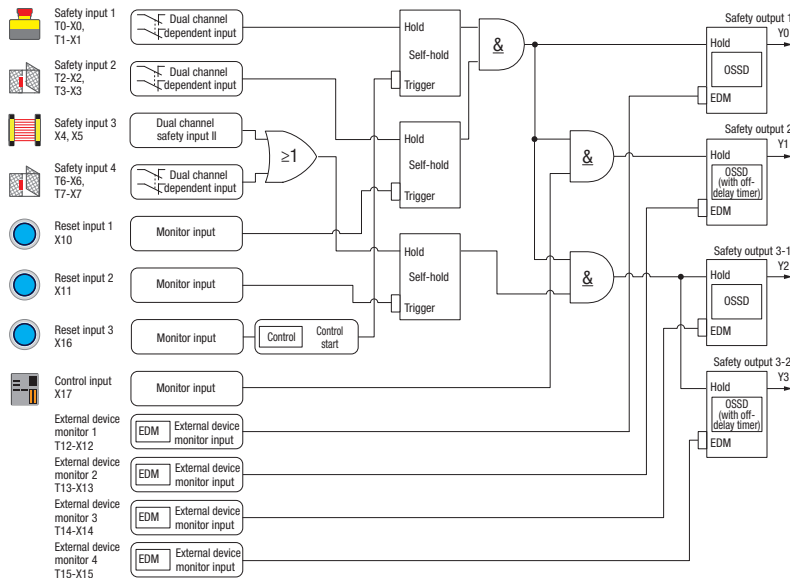 Safety input 1
T0-X0,
T1-X1
Dual channel
dependent input
Safety input 2
T2-X2,
T3-X3
Dual channel
dependent input
Safety input 3
X4, X5
Dual channel
safety input II
Safety input 4
T6-X6,
T7-X7
Dual channel
dependent input
Reset input 1
X10
Monitor input
Reset input 2
X11
Monitor input
Reset input 3
X16
Monitor input
Control
Control
start
Control input
X17
Monitor input
External device
monitor 1
T12-X12
EDM
External device
monitor input
External device
monitor 2
T13-X13
EDM
External device
monitor input
External device
monitor 3
T14-X14
EDM
External device
monitor input
External device
monitor 4
T15-X15
EDM
External device
monitor input
≥1
Hold
Self-hold
Trigger
Hold
Self-hold
Trigger
Hold
Self-hold
Trigger
&
&
&
Safety output 1
Y0
Hold
OSSD
EDM
Safety output 2
Y1
Hold
OSSD
(with off-
delay timer)
EDM
Safety output 3-1
Y2
Hold
OSSD
EDM
Safety output 3-2
Y3
Hold
OSSD
(with off-
delay timer)
EDM